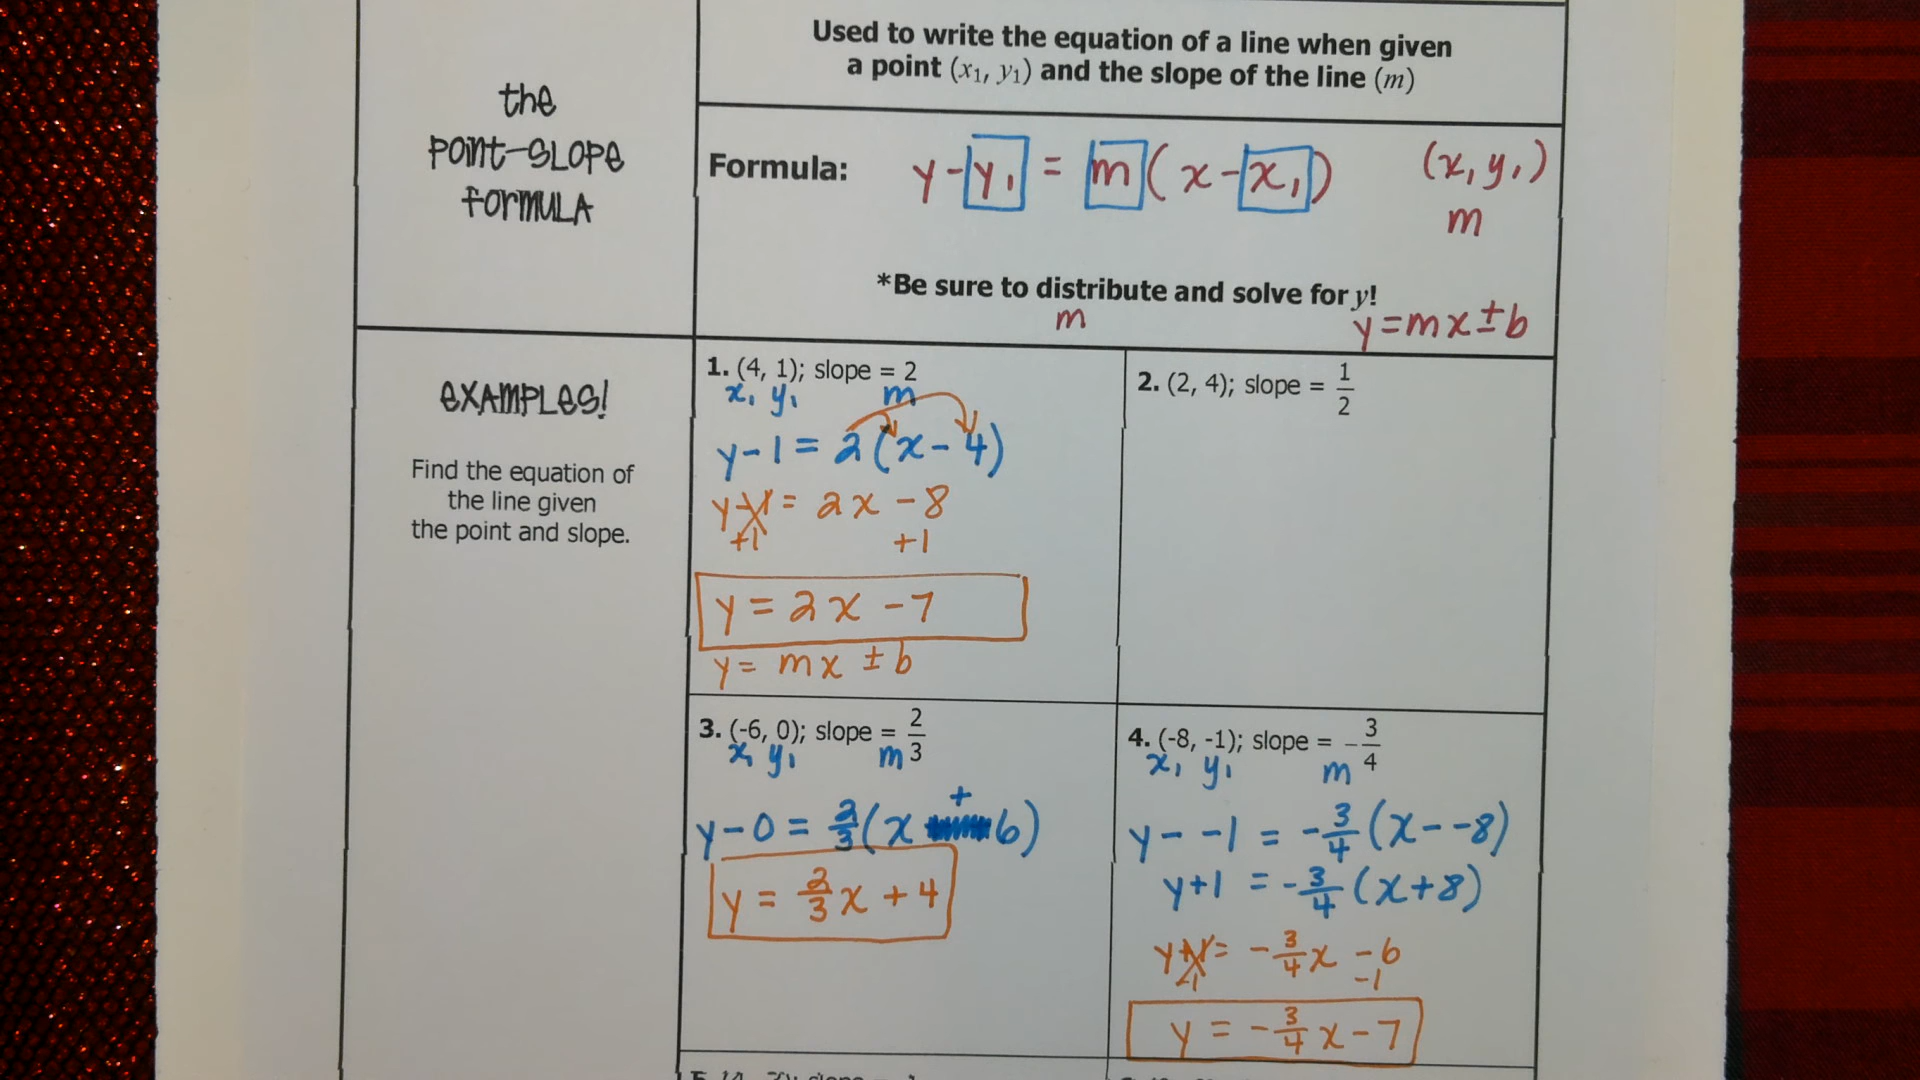 the
POINT-SLOPE
FORMULA
Used to write the equation of a line when given
a point (x₁, y₁) and the slope of the line (m)
Formula: y - y₁ = m ( x - x₁ )
(x₁ y₁)
m
*Be sure to distribute and solve for y!
m
y = mx ± b
EXAMPLES!
Find the equation of
the line given
the point and slope.
1. (4, 1); slope = 2
x₁ y₁ m
y - 1 = 2 ( x - 4 )
y - 1 = 2x - 8
+1 +1
y = 2x - 7
y = mx ± b
2. (2, 4); slope = 1/2
3. (-6, 0); slope = 2/3
x₁ y₁ m
y - 0 = 2/3 ( x + 6 )
y = 2/3 x + 4
4. (-8, -1); slope = -3/4
x₁ y₁ m
y - -1 = -3/4 ( x - -8 )
y + 1 = -3/4 ( x + 8 )
y + 1 = -3/4 x - 6
-1 -1
y = -3/4 x - 7